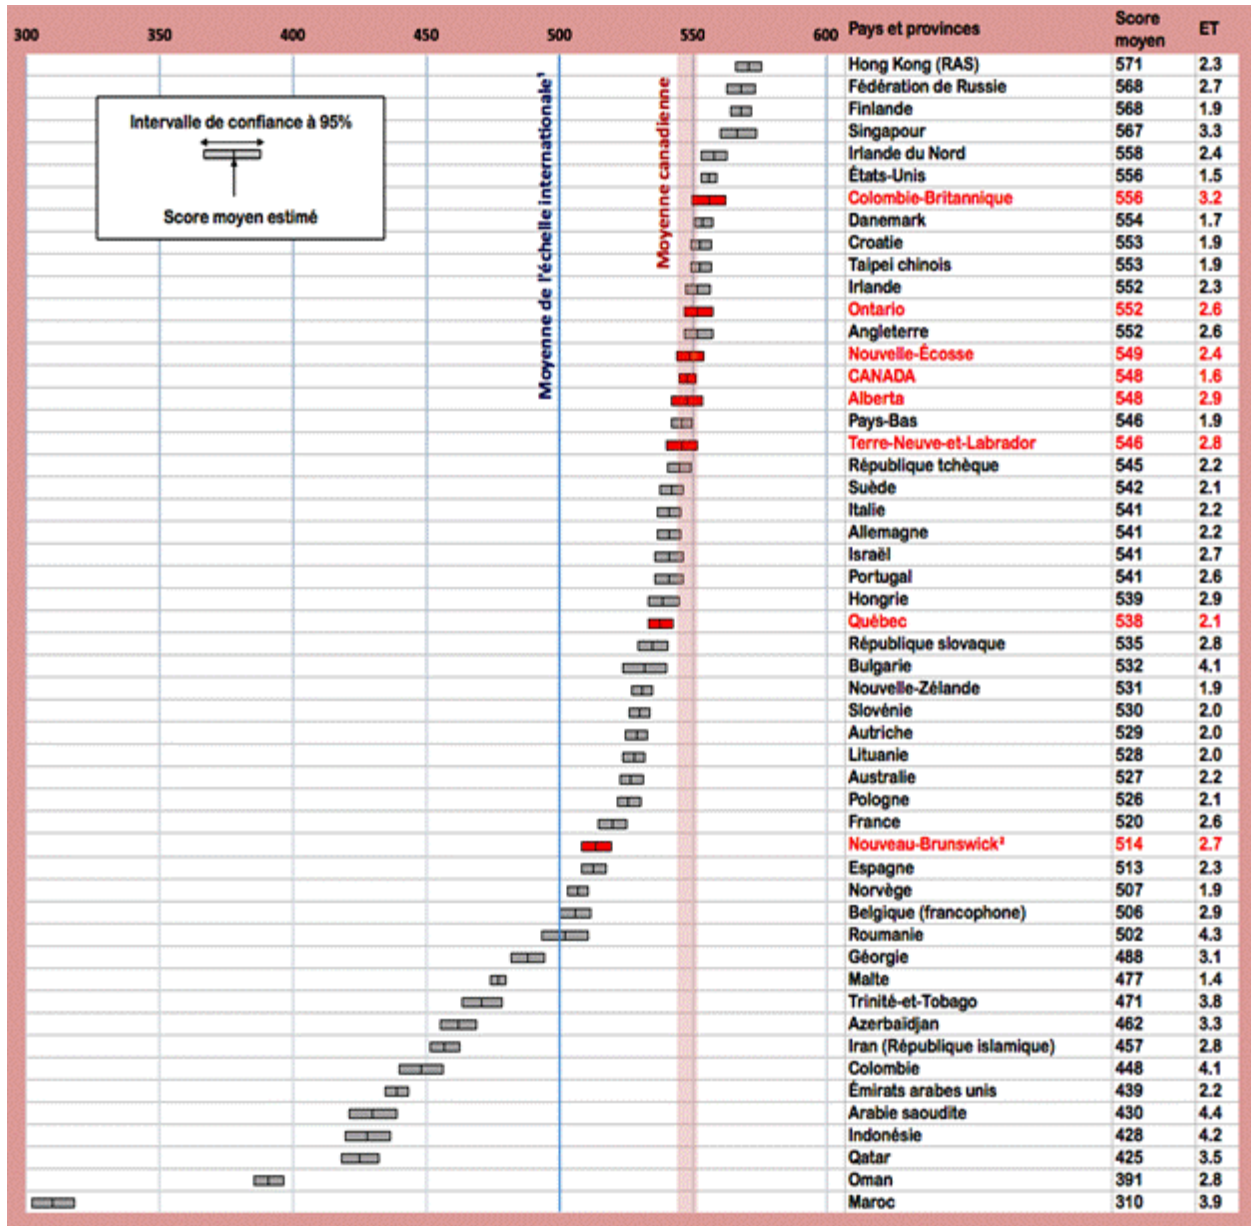 300 350 400 450 500 550 600 Pays et provinces Score moyen ET
Intervalle de confiance à 95%
Score moyen estimé
Moyenne de l'échelle internationale¹
Moyenne canadienne
Hong Kong (RAS) 571 2.3
Fédération de Russie 568 2.7
Finlande 568 1.9
Singapour 567 3.3
Irlande du Nord 558 2.4
États-Unis 556 1.5
Colombie-Britannique 556 3.2
Danemark 554 1.7
Croatie 553 1.9
Taipei chinois 553 1.9
Irlande 552 2.3
Ontario 552 2.6
Angleterre 552 2.6
Nouvelle-Écosse 549 2.4
CANADA 548 1.6
Alberta 548 2.9
Pays-Bas 546 1.9
Terre-Neuve-et-Labrador 546 2.8
République tchèque 545 2.2
Suède 542 2.1
Italie 541 2.2
Allemagne 541 2.2
Israël 541 2.7
Portugal 541 2.6
Hongrie 539 2.9
Québec 538 2.1
République slovaque 535 2.8
Bulgarie 532 4.1
Nouvelle-Zélande 531 1.9
Slovénie 530 2.0
Autriche 529 2.0
Lituanie 528 2.0
Australie 527 2.2
Pologne 526 2.1
France 520 2.6
Nouveau-Brunswick² 514 2.7
Espagne 513 2.3
Norvège 507 1.9
Belgique (francophone) 506 2.9
Roumanie 502 4.3
Géorgie 488 3.1
Malte 477 1.4
Trinité-et-Tobago 471 3.8
Azerbaïdjan 462 3.3
Iran (République islamique) 457 2.8
Colombie 448 4.1
Émirats arabes unis 439 2.2
Arabie saoudite 430 4.4
Indonésie 428 4.2
Qatar 425 3.5
Oman 391 2.8
Maroc 310 3.9